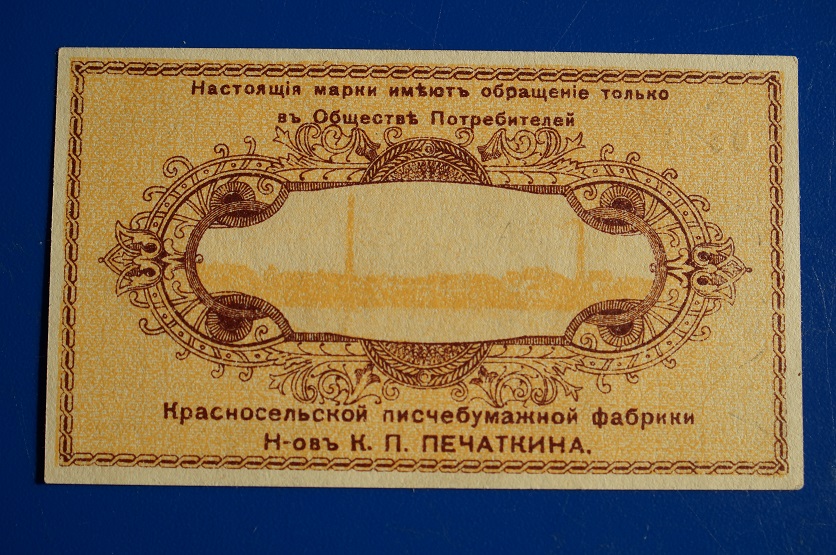 Настоящія марки имѣютъ обращеніе только
въ Обществѣ Потребителей
Красносельской писчебумажной фабрики
Н-овъ К. П. ПЕЧАТКИНА.